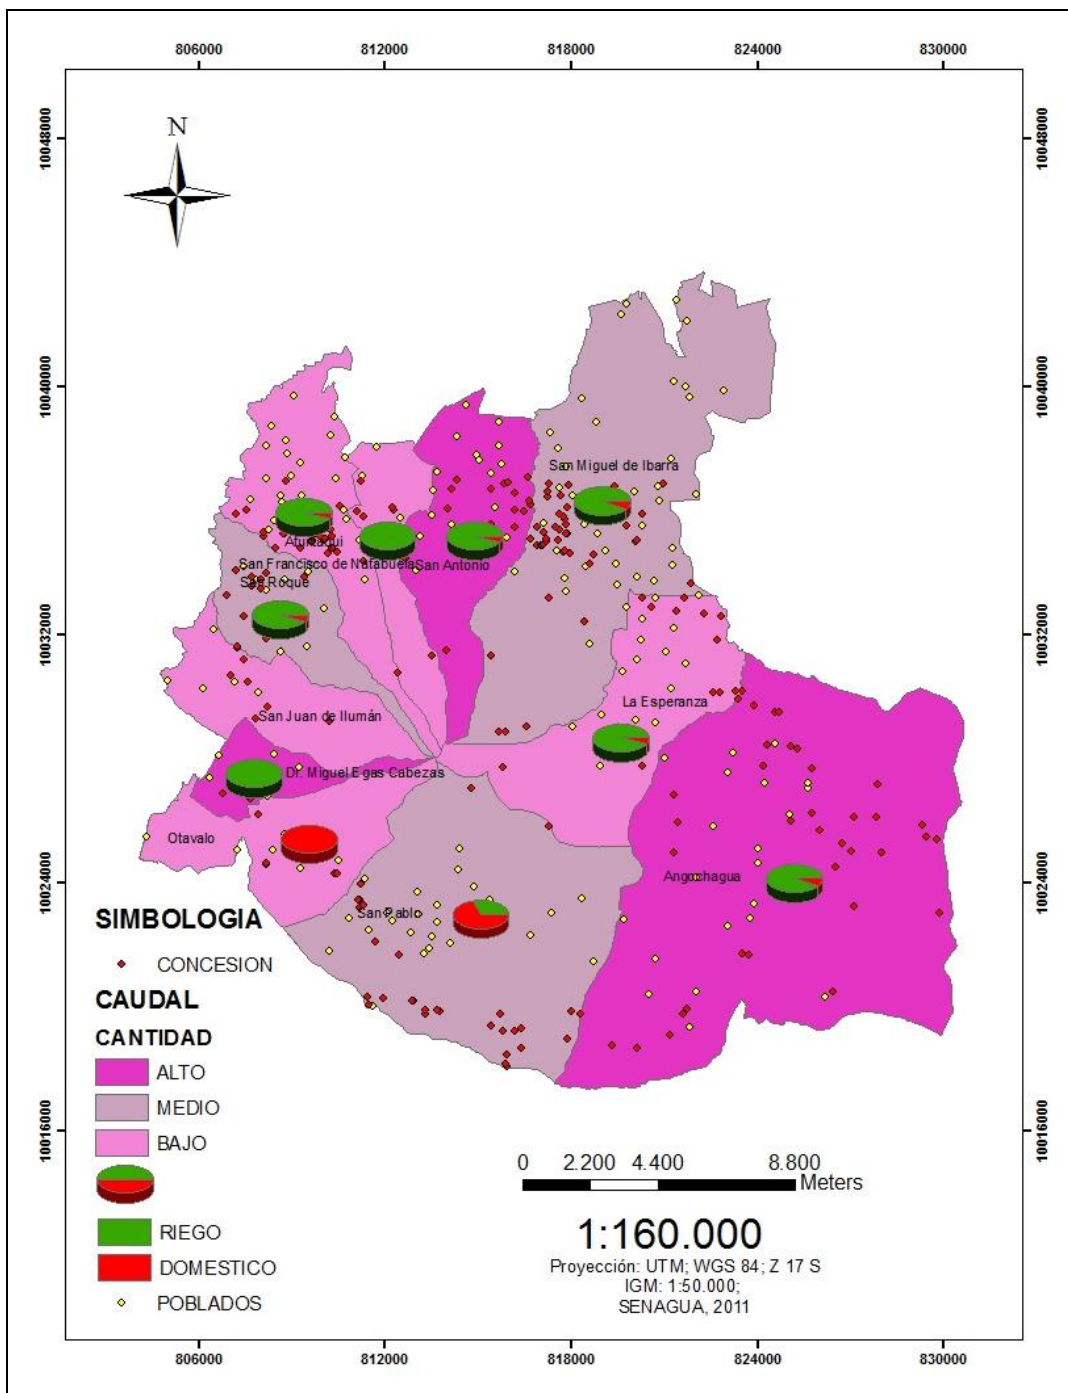 806000 812000 818000 824000 830000
10048000 10048000
N
10040000 10040000
San Miguel de Ibarra
Atuntaqui
San Francisco de Natabuela
San Antonio
San Roque
10032000 10032000
La Esperanza
San Juan de Ilumán
Dr. Miguel Egas Cabezas
Otavalo
10024000 10024000
Angochagua
San Pablo
SIMBOLOGIA
CONCESION
CAUDAL
CANTIDAD
ALTO
MEDIO
BAJO
RIEGO
DOMESTICO
POBLADOS
10016000 10016000
0 2.200 4.400 8.800
Meters
1:160.000
Proyección: UTM; WGS 84; Z 17 S
IGM: 1:50.000;
SENAGUA, 2011
806000 812000 818000 824000 830000